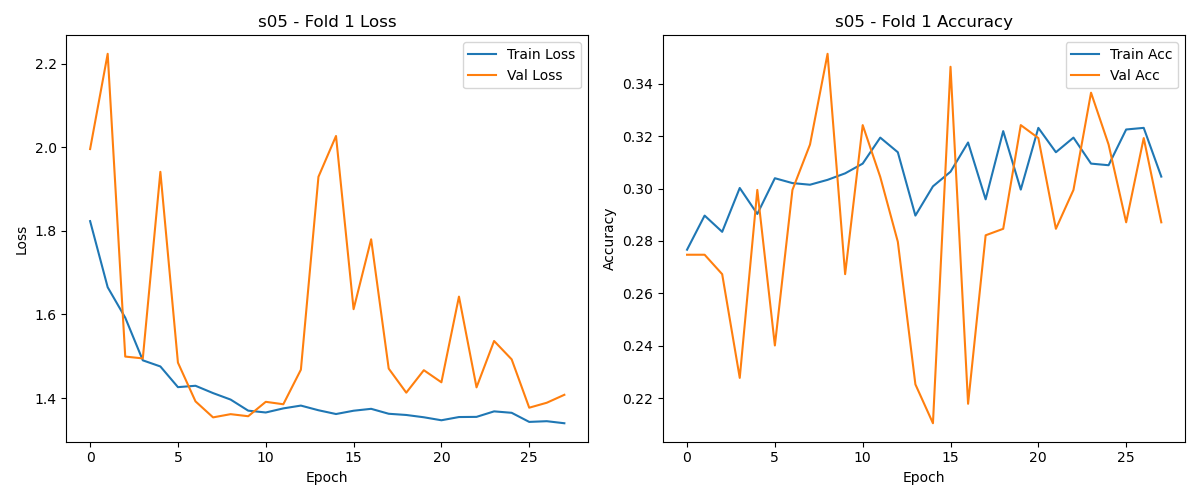 s05 - Fold 1 Loss
Train Loss
Val Loss
2.2
2.0
1.8
1.6
1.4
Loss
0
5
10
15
20
25
Epoch
s05 - Fold 1 Accuracy
Train Acc
Val Acc
0.34
0.32
0.30
0.28
0.26
0.24
0.22
Accuracy
0
5
10
15
20
25
Epoch